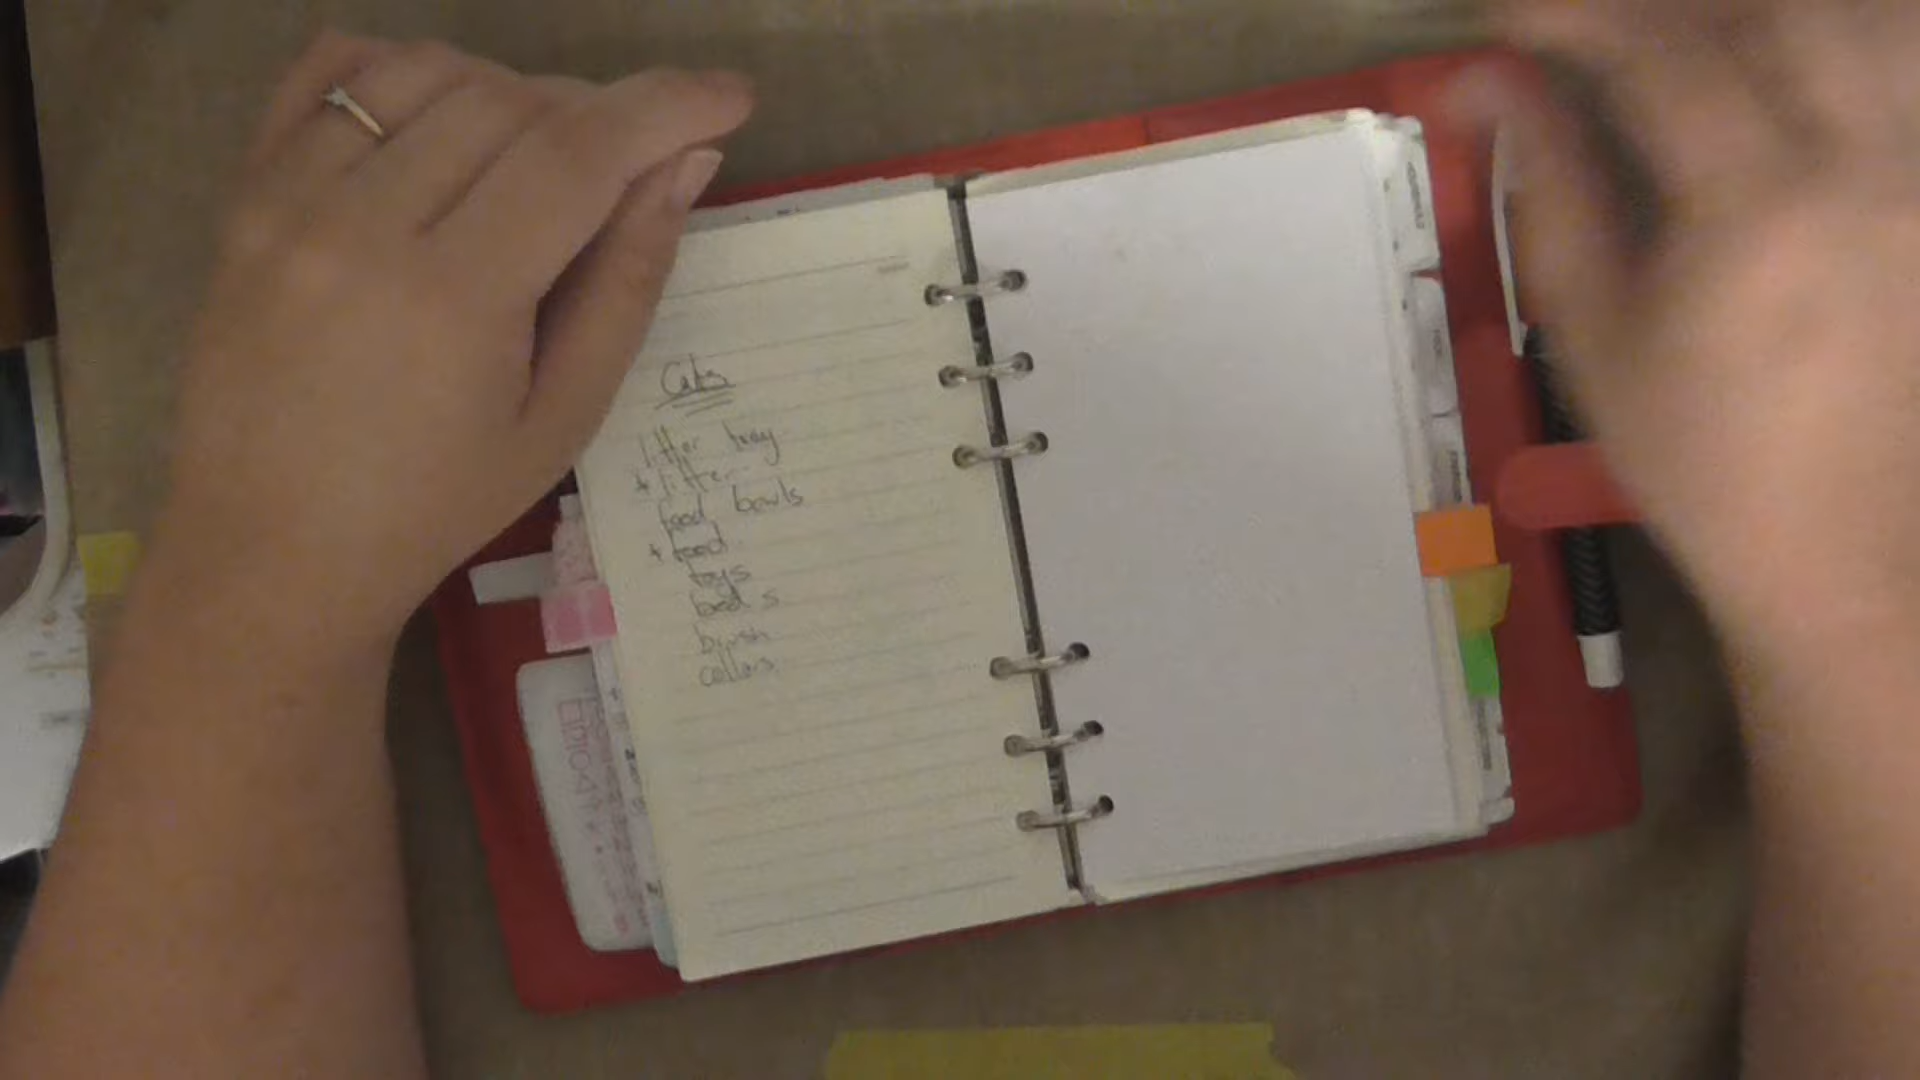 Cats
litter tray
* litter
food bowls
* food
toys
beds
brush
collars